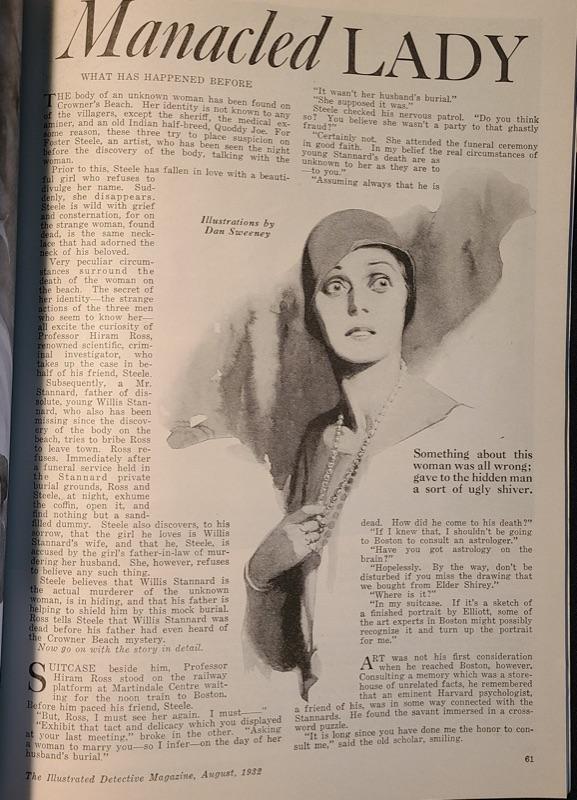 Manacled LADY
WHAT HAS HAPPENED BEFORE
THE body of an unknown woman has been found on
Crowner's Beach. Her identity is not known to any
of the villagers, except the sheriff, the medical ex-
aminer, and an old Indian half-breed, Quoddy Joe. For
some reason, these three try to place suspicion on
Foster Steele, an artist, who has been seen the night
before the discovery of the body, talking with the
woman.
Prior to this, Steele has fallen in love with a beauti-
ful girl who refuses to
divulge her name. Sud-
denly, she disappears.
Steele is wild with grief
and consternation, for on
the strange woman, found
dead, is the same neck-
lace that had adorned the
neck of his beloved.
Very peculiar circum-
stances surround the
death of the woman on
the beach. The secret of
her identity—the strange
actions of the three men
who seem to know her—
all excite the curiosity of
Professor Hiram Ross,
renowned scientific, crim-
inal investigator, who
takes up the case in be-
half of his friend, Steele.
Subsequently, a Mr.
Stannard, father of dis-
solute, young Willis Stan-
nard, who also has been
missing since the discov-
ery of the body on the
beach, tries to bribe Ross
to leave town. Ross re-
fuses. Immediately after
a funeral service held in
the Stannard private
burial grounds, Ross and
Steele, at night, exhume
the coffin, open it, and
find nothing but a sand-
filled dummy. Steele also discovers, to his
sorrow, that the girl he loves is Willis
Stannard's wife, and that he, Steele, is
accused by the girl's father-in-law of mur-
dering her husband. She, however, refuses
to believe any such thing.
Steele believes that Willis Stannard is
the actual murderer of the unknown
woman, is in hiding, and that his father is
helping to shield him by this mock burial.
Ross tells Steele that Willis Stannard was
dead before his father had even heard of
the Crowner Beach mystery.
Now go on with the story in detail.
SUITCASE beside him, Professor
Hiram Ross stood on the railway
platform at Martindale Centre wait-
ing for the noon train to Boston.
Before him paced his friend, Steele.
"But, Ross, I must see her again. I must——"
"Exhibit that tact and delicacy which you displayed
at your last meeting," broke in the other. "Asking
a woman to marry you—so I infer—on the day of her
husband's burial."
"It wasn't her husband's burial."
"She supposed it was."
Steele checked his nervous patrol. "Do you think
so? You believe she wasn't a party to that ghastly
fraud?"
"Certainly not. She attended the funeral ceremony
in good faith. In my belief the real circumstances of
young Stannard's death are as
unknown to her as they are to
—to you."
"Assuming always that he is
Illustrations by
Dan Sweeney
Something about this
woman was all wrong;
gave to the hidden man
a sort of ugly shiver.
dead. How did he come to his death?"
"If I knew that, I shouldn't be going
to Boston to consult an astrologer."
"Have you got astrology on the
brain?"
"Hopelessly. By the way, don't be
disturbed if you miss the drawing that
we bought from Elder Shirey."
"Where is it?"
"In my suitcase. If it's a sketch of
a finished portrait by Elliott, some of
the art experts in Boston might possibly
recognize it and turn up the portrait
for me."
ART was not his first consideration
when he reached Boston, however.
Consulting a memory which was a store-
house of unrelated facts, he remembered
that an eminent Harvard psychologist,
a friend of his, was in some way connected with the
Stannards. He found the savant immersed in a cross-
word puzzle.
"It is long since you have done me the honor to con-
sult me," said the old scholar, smiling.
61
The Illustrated Detective Magazine, August, 1932